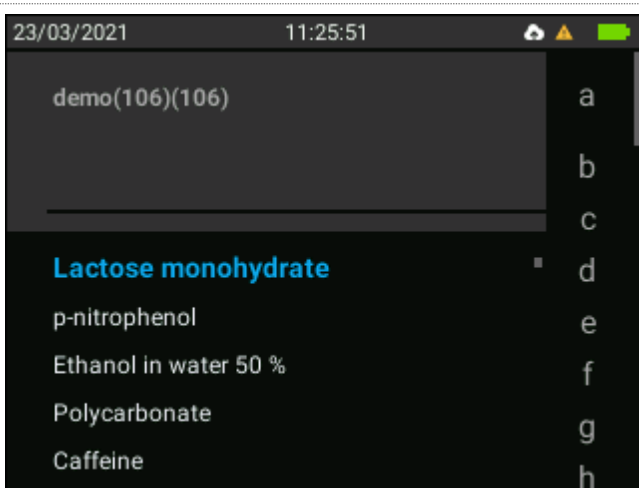 23/03/2021 11:25:51
demo(106)(106)
Lactose monohydrate
p-nitrophenol
Ethanol in water 50 %
Polycarbonate
Caffeine
a
b
c
d
e
f
g
h